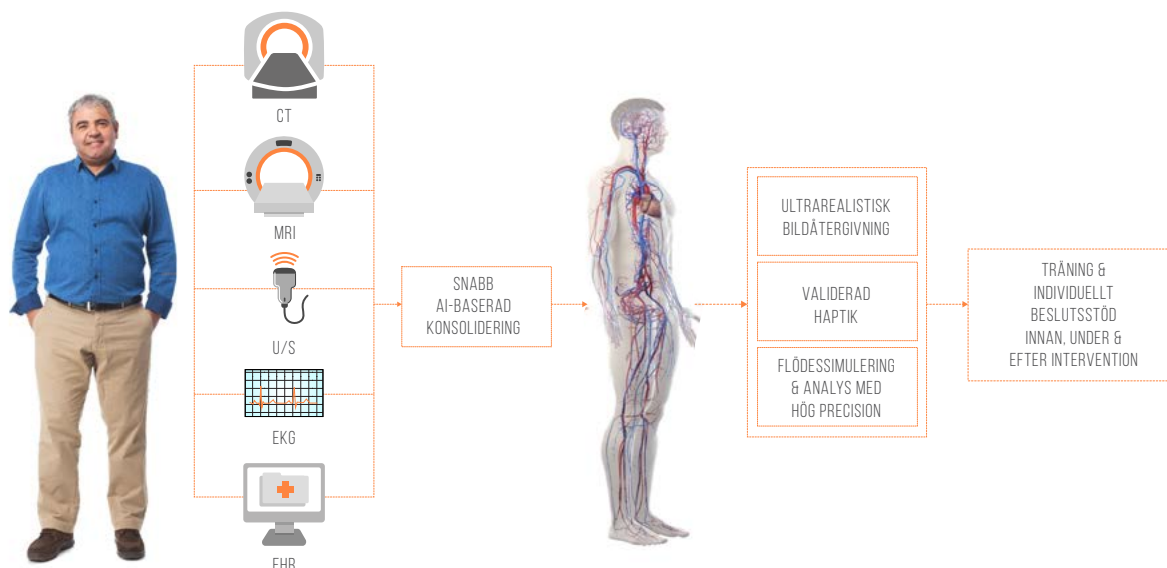 CT
MRI
U/S
EKG
EHR
SNABB
AI-BASERAD
KONSOLIDERING
ULTRAREALISTISK
BILDÅTERGIVNING
VALIDERAD
HAPTIK
FLÖDESSIMULERING
& ANALYS MED
HÖG PRECISION
TRÄNING &
INDIVIDUELLT
BESLUTSSTÖD
INNAN, UNDER &
EFTER INTERVENTION